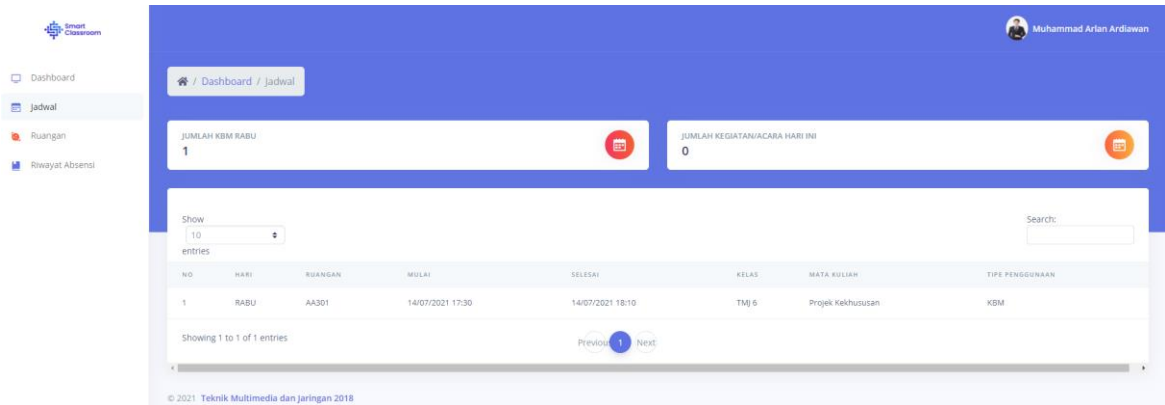 Smart
Classroom
Muhammad Arlan Ardiawan
Dashboard
Jadwal
Ruangan
Riwayat Absensi
/ Dashboard / Jadwal
JUMLAH KBM RABU
1
JUMLAH KEGIATAN/ACARA HARI INI
0
Show
10
entries
Search:
NO HARI RUANGAN MULAI SELESAI KELAS MATA KULIAH TIPE PENGGUNAAN
1 RABU AA301 14/07/2021 17:30 14/07/2021 18:10 TMJ 6 Projek Kekhususan KBM
Showing 1 to 1 of 1 entries
Previous 1 Next
© 2021 Teknik Multimedia dan Jaringan 2018